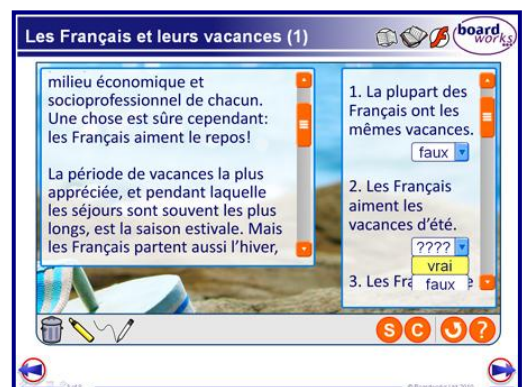 Les Français et leurs vacances (1)
board
works
milieu économique et
socioprofessionnel de chacun.
Une chose est sûre cependant:
les Français aiment le repos!
La période de vacances la plus
appréciée, et pendant laquelle
les séjours sont souvent les plus
longs, est la saison estivale. Mais
les Français partent aussi l'hiver,
1. La plupart des
Français ont les
mêmes vacances.
faux
2. Les Français
aiment les
vacances d'été.
????
vrai
faux
3. Les
S C ?